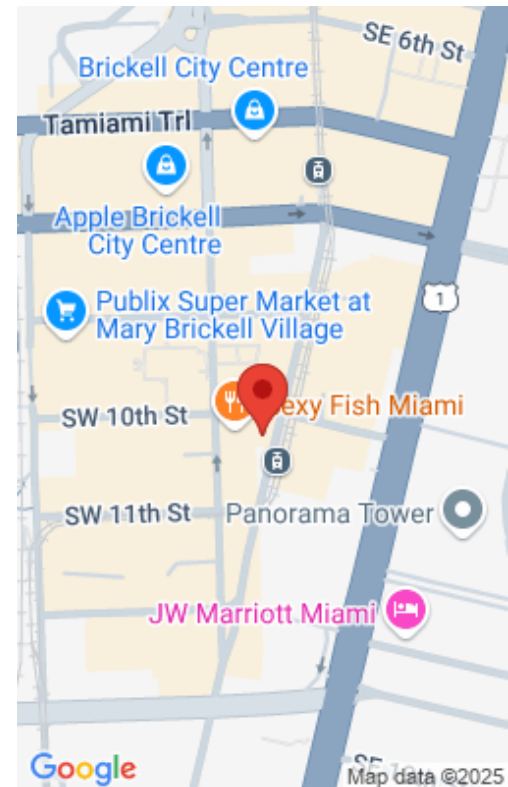 SE 6th St
Brickell City Centre
Tamiami Trl
Apple Brickell
City Centre
1
Publix Super Market at
Mary Brickell Village
SW 10th St
exy Fish Miami
SW 11th St
Panorama Tower
JW Marriott Miami
Google
Map data ©2025